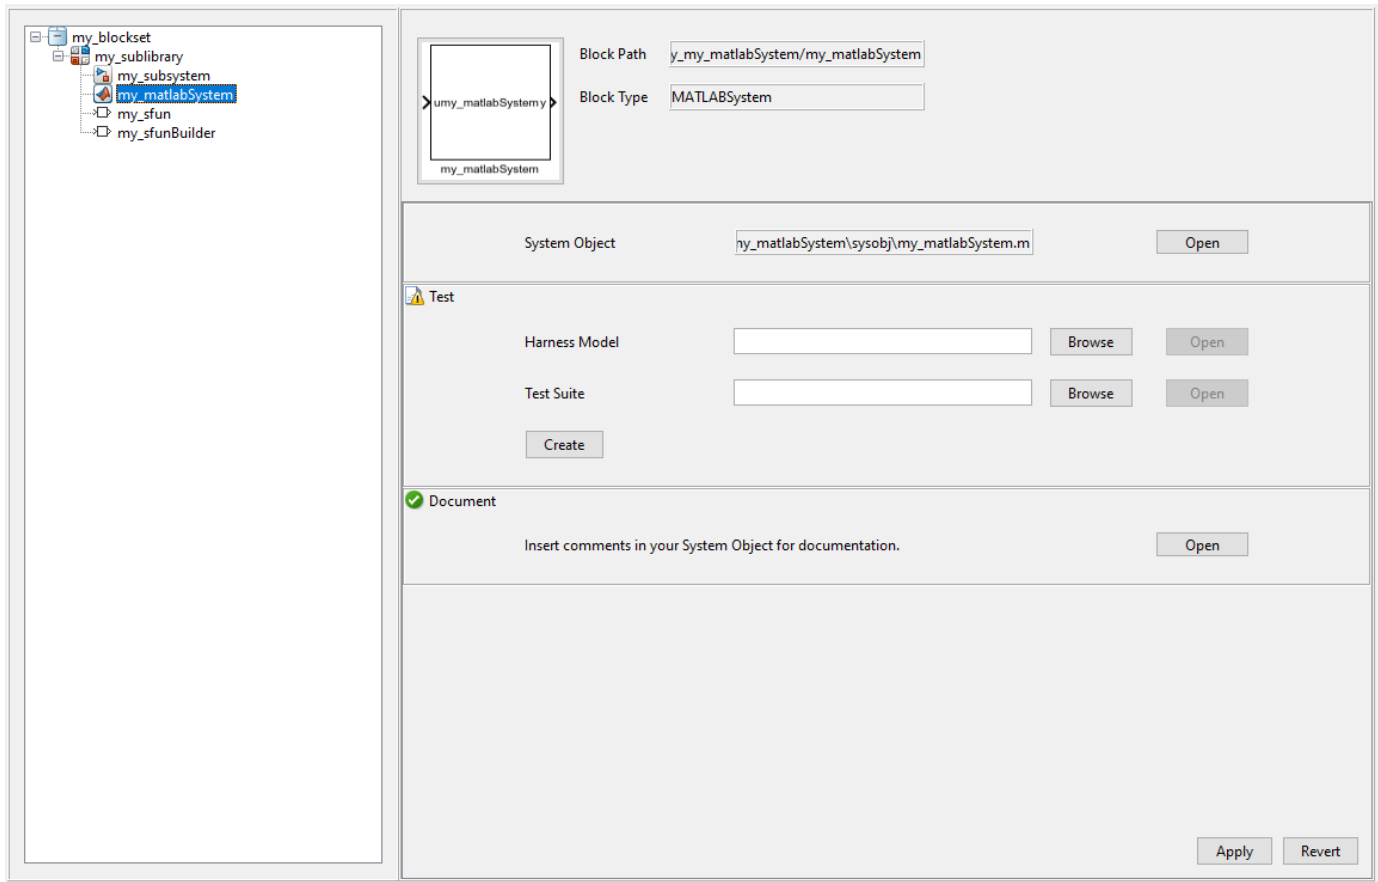 my_blockset
my_sublibrary
my_subsystem
my_matlabSystem
my_sfun
my_sfunBuilder
u my_matlabSystem y
my_matlabSystem
Block Path y_my_matlabSystem/my_matlabSystem
Block Type MATLABSystem
System Object ny_matlabSystem\sysobj\my_matlabSystem.m Open
Test
Harness Model Browse Open
Test Suite Browse Open
Create
Document
Insert comments in your System Object for documentation. Open
Apply Revert